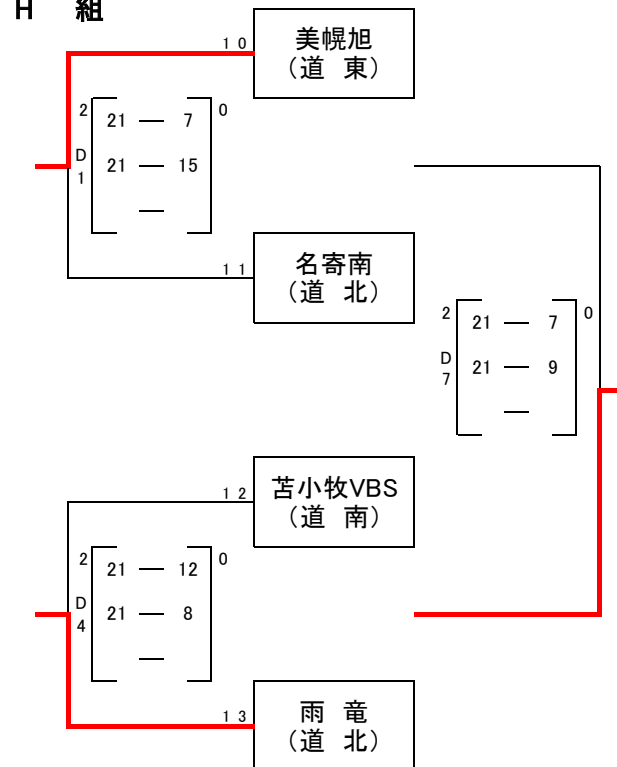 H 組
10
美幌旭
(道 東)
2
21 — 7
0
D
1
21 — 15
—
11
名寄南
(道 北)
2
21 — 7
0
D
7
21 — 9
—
12
苫小牧VBS
(道 南)
2
21 — 12
0
D
4
21 — 8
—
13
雨 竜
(道 北)